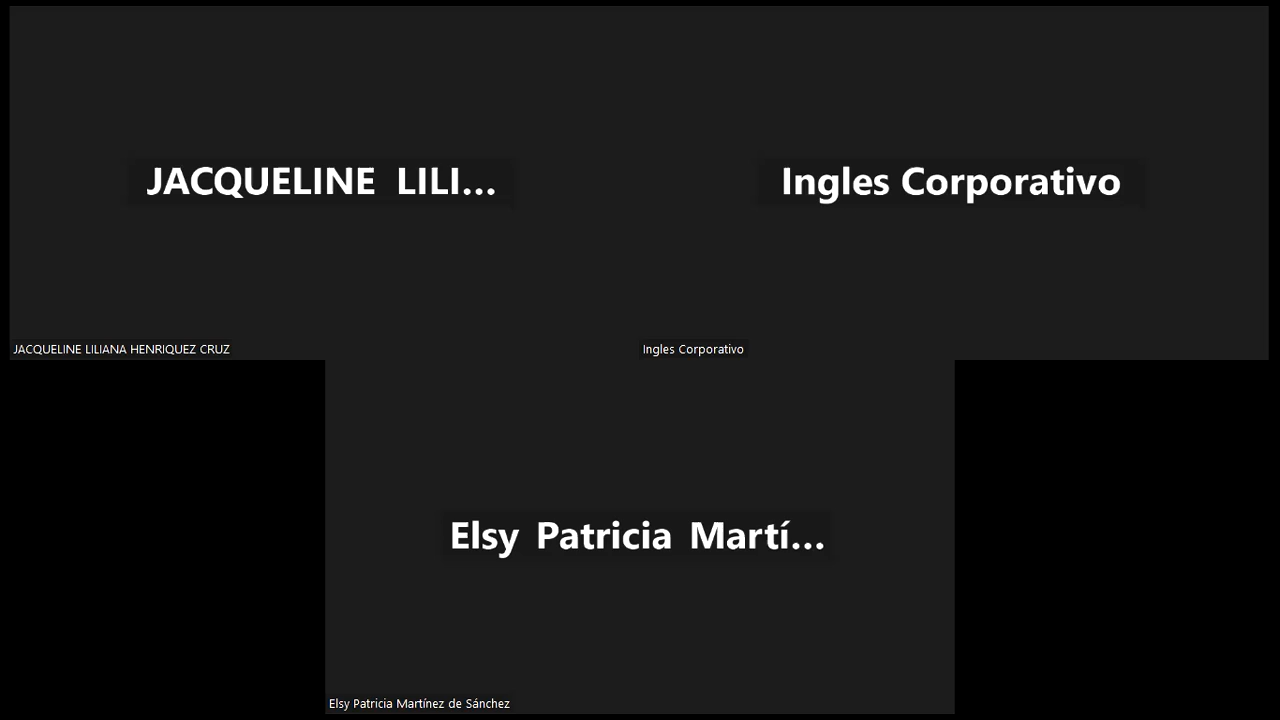 JACQUELINE LILI...
Ingles Corporativo
JACQUELINE LILIANA HENRIQUEZ CRUZ
Ingles Corporativo
Elsy Patricia Martí...
Elsy Patricia Martínez de Sánchez